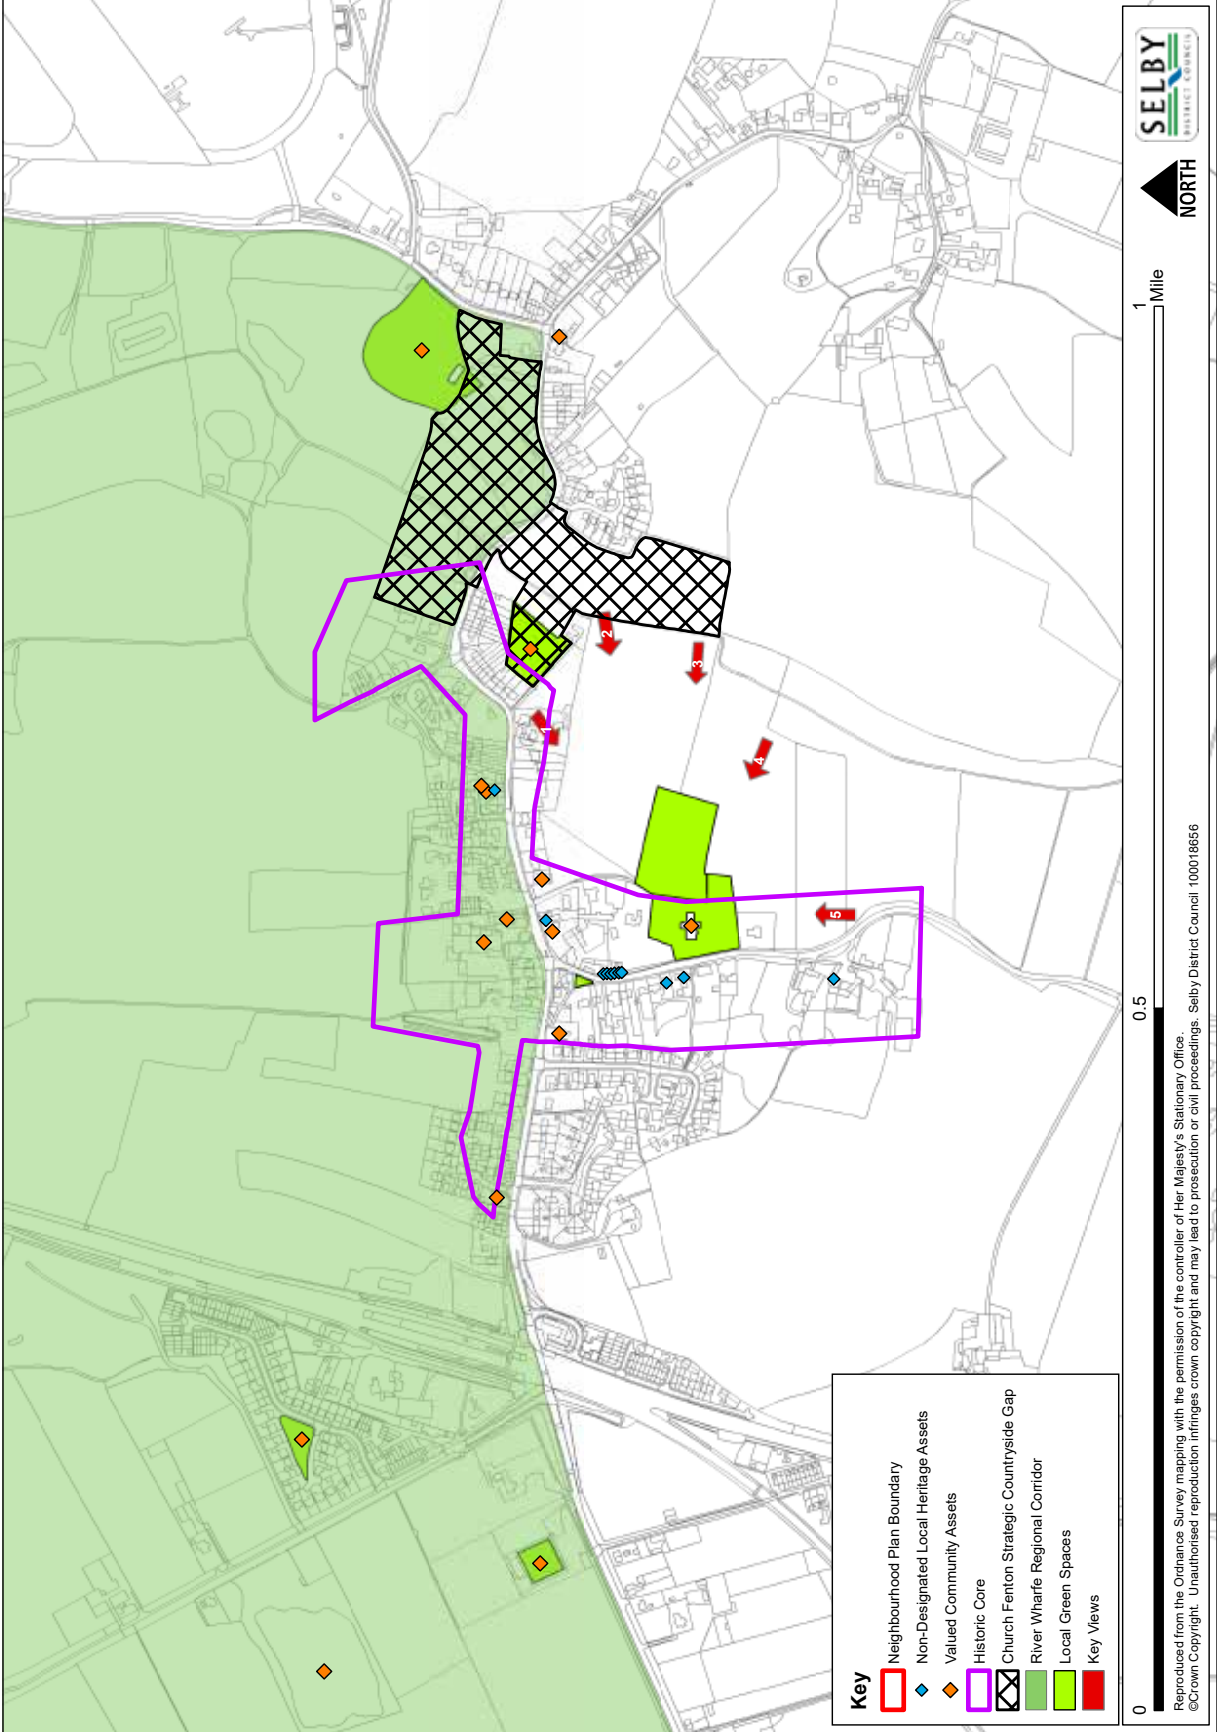 SELBY
DISTRICT COUNCIL
NORTH
1
2
3
4
5
Key
Neighbourhood Plan Boundary
Non-Designated Local Heritage Assets
Valued Community Assets
Historic Core
Church Fenton Strategic Countryside Gap
River Wharfe Regional Corridor
Local Green Spaces
Key Views
0
0.5
1
Mile
Reproduced from the Ordnance Survey mapping with the permission of the controller of Her Majesty's Stationary Office.
©Crown Copyright. Unauthorised reproduction infringes crown copyright and may lead to prosecution or civil proceedings. Selby District Council 100018656